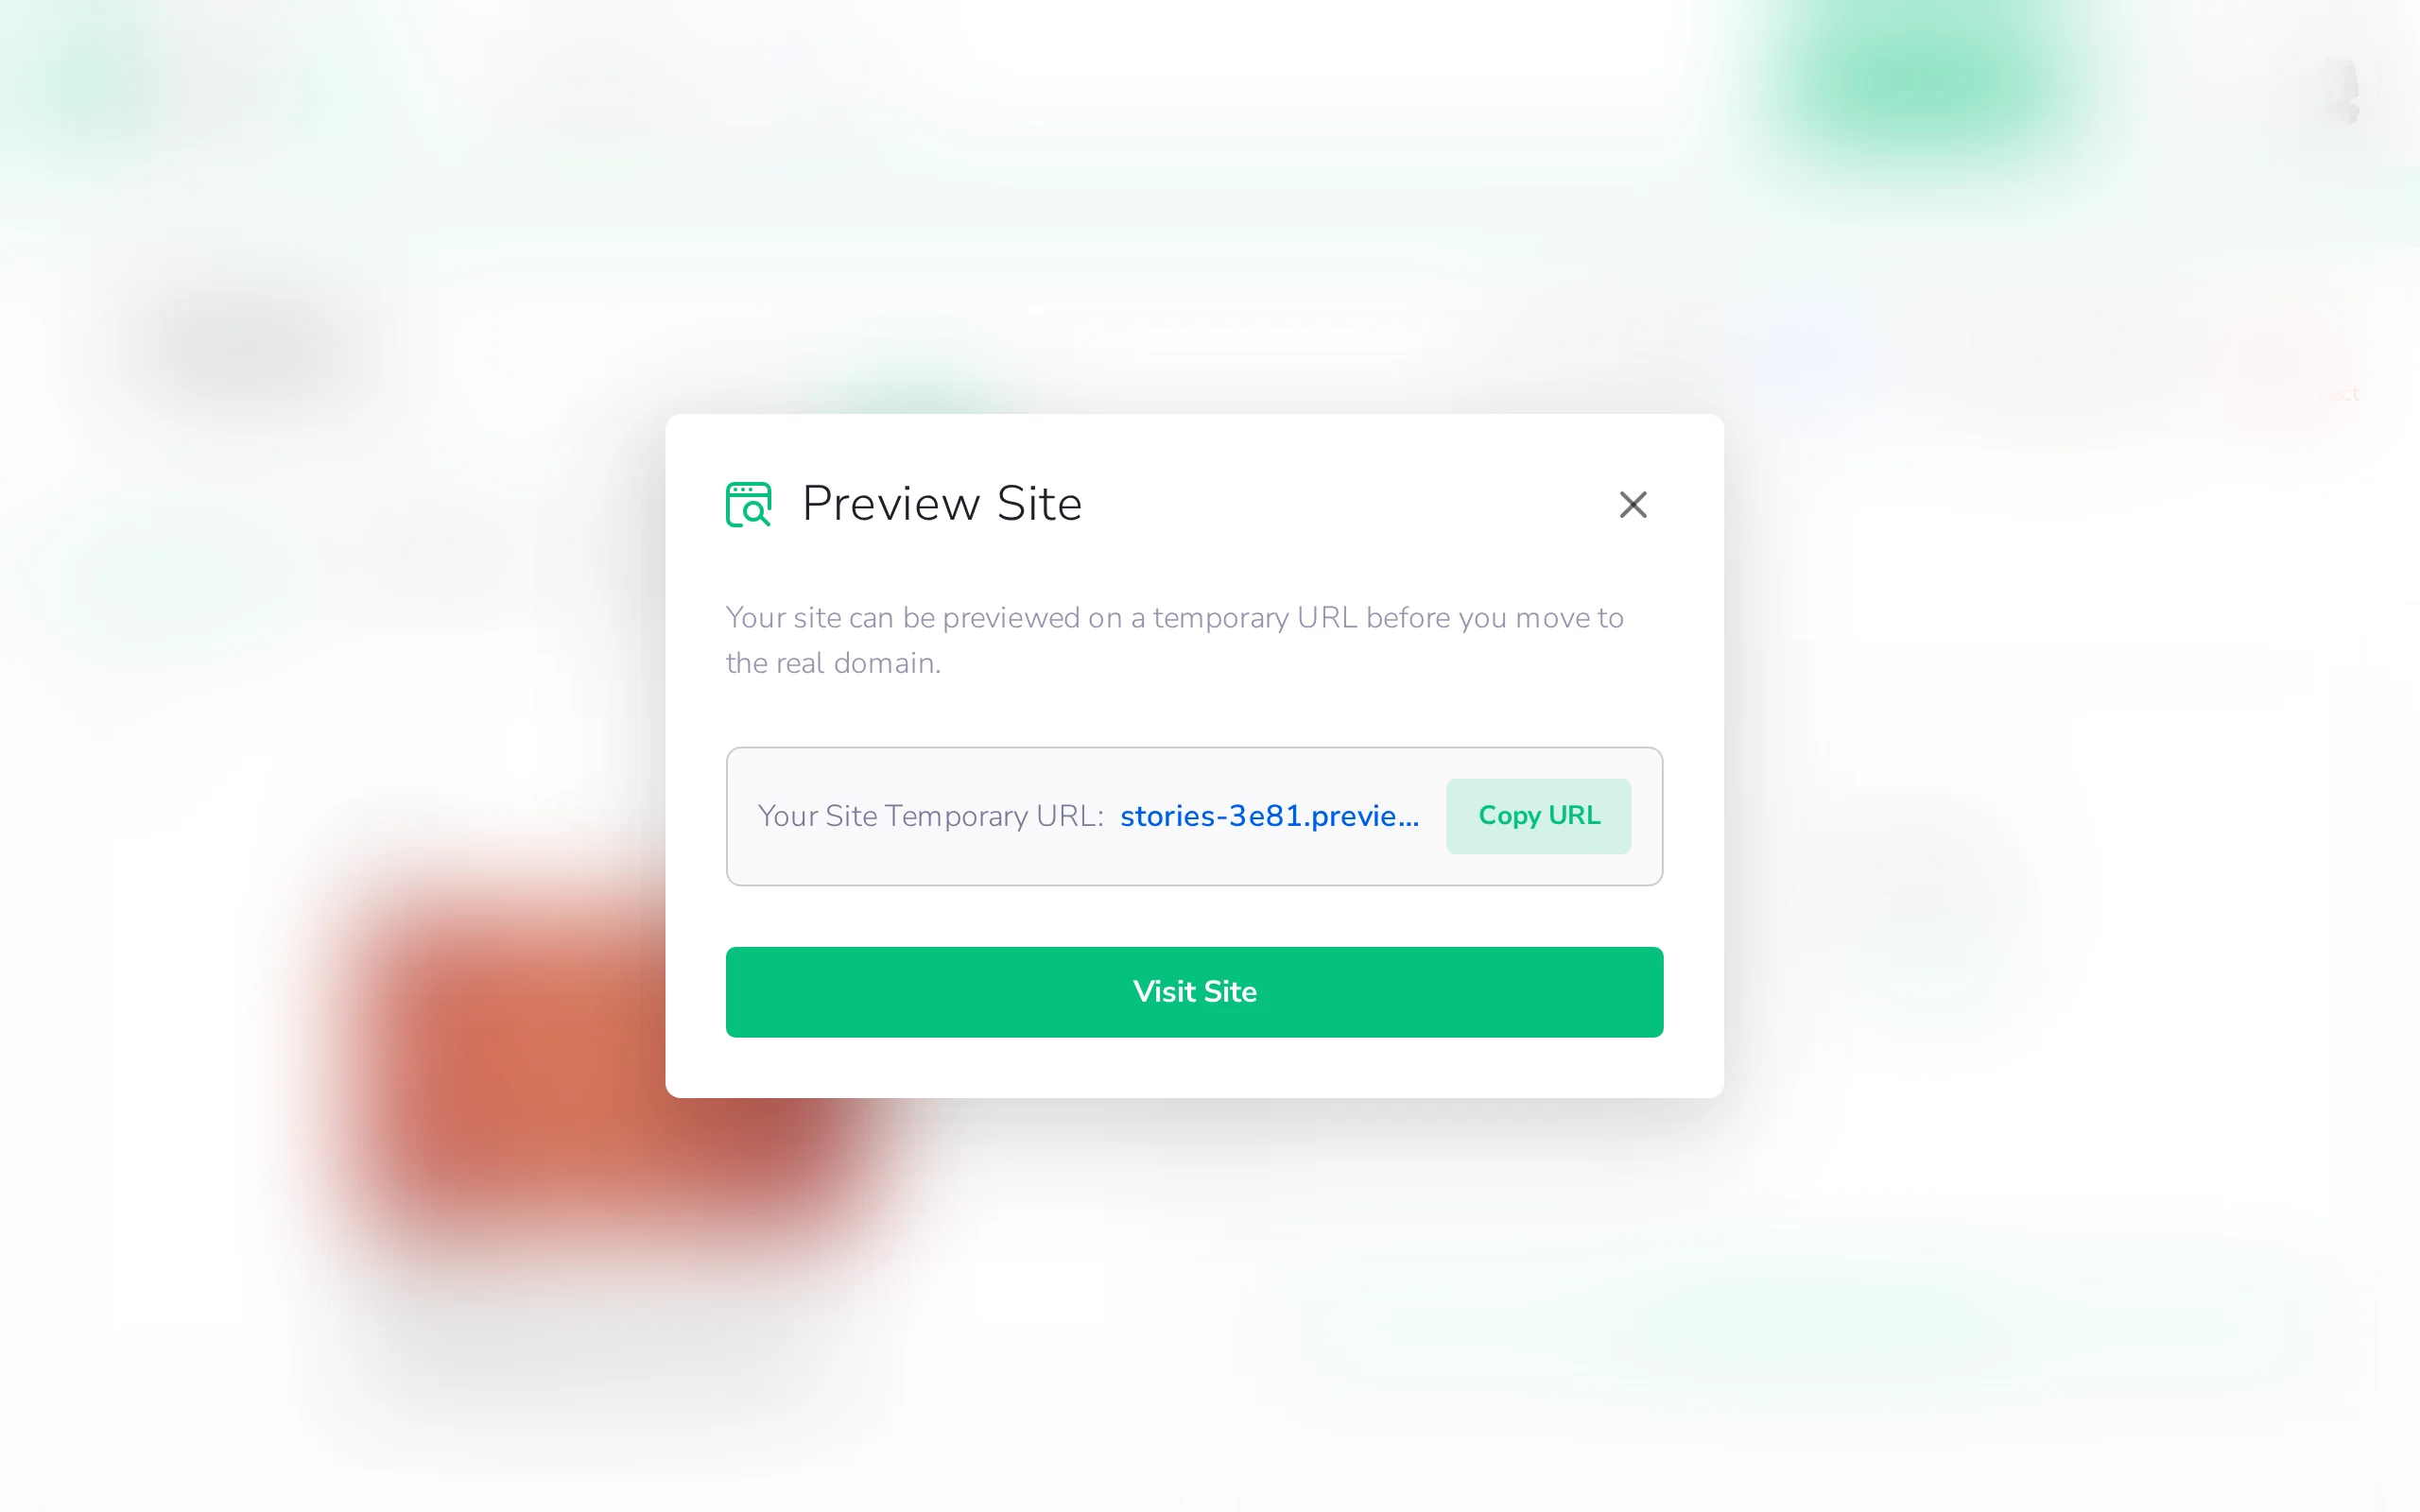 Preview Site
Your site can be previewed on a temporary URL before you move to
the real domain.
Your Site Temporary URL: stories-3e81.previe... Copy URL
Visit Site